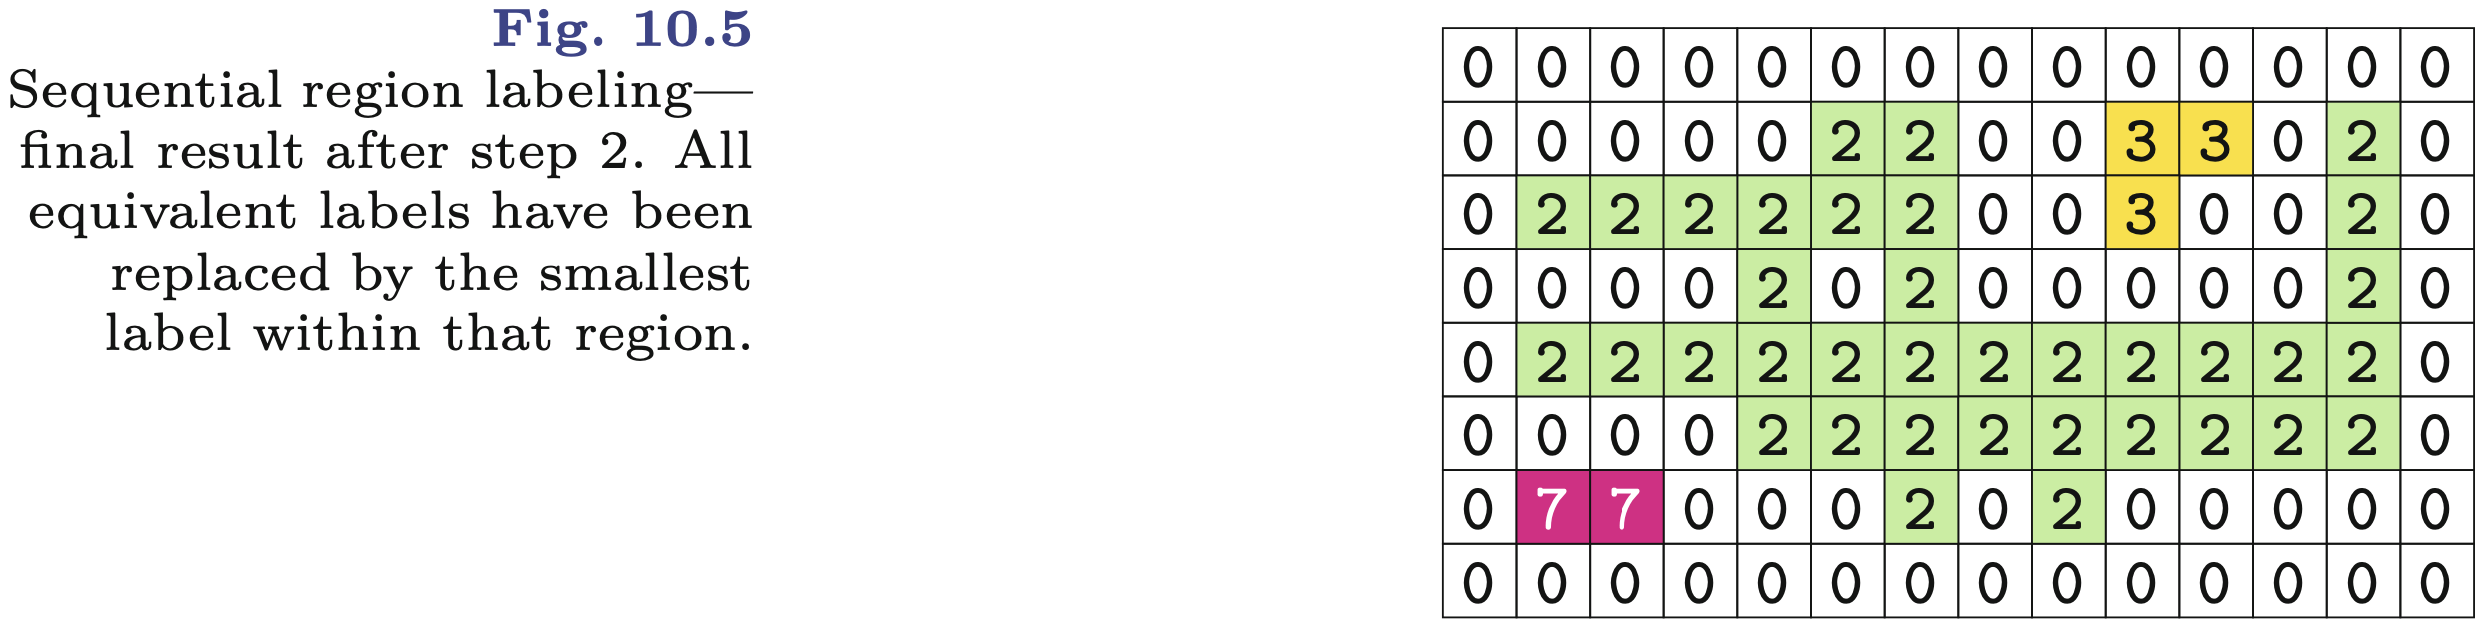 Fig. 10.5
Sequential region labeling—
final result after step 2. All
equivalent labels have been
replaced by the smallest
label within that region.
0 0 0 0 0 0 0 0 0 0 0 0 0 0
0 0 0 0 0 2 2 0 0 3 3 0 2 0
0 2 2 2 2 2 2 0 0 3 0 0 2 0
0 0 0 0 2 0 2 0 0 0 0 0 2 0
0 2 2 2 2 2 2 2 2 2 2 2 2 0
0 0 0 0 2 2 2 2 2 2 2 2 2 0
0 7 7 0 0 0 2 0 2 0 0 0 0 0
0 0 0 0 0 0 0 0 0 0 0 0 0 0